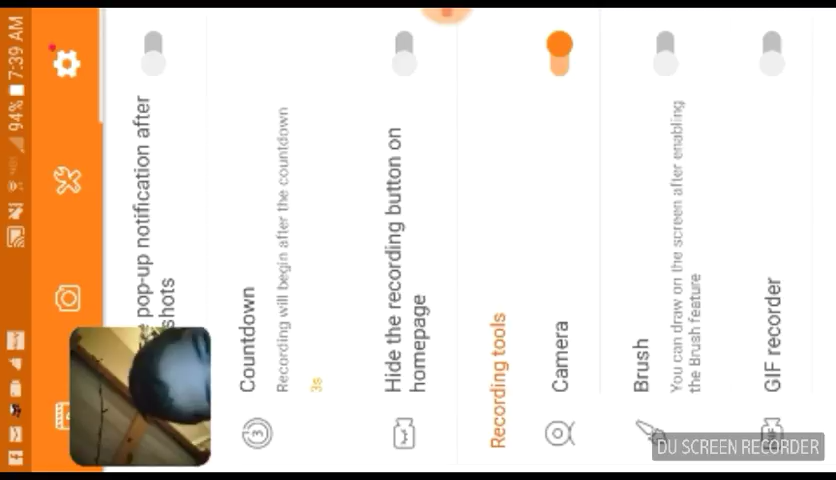 94% 7:39 AM
pop-up notification after
shots
Countdown
Recording will begin after the countdown
3s
Hide the recording button on
homepage
Recording tools
Camera
Brush
You can draw on the screen after enabling
the Brush feature
GIF recorder
DU SCREEN RECORDER